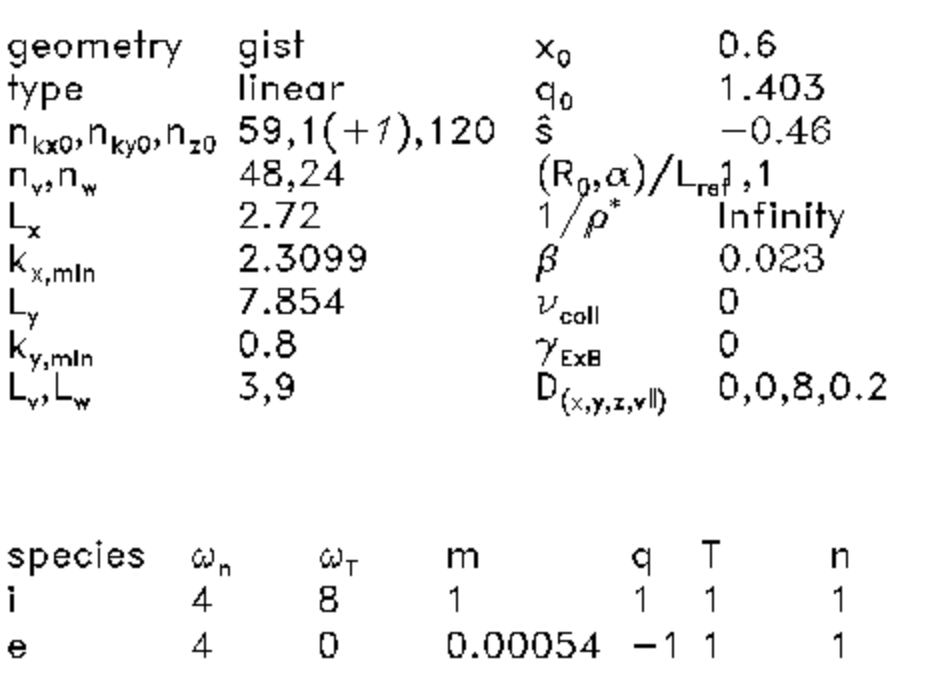 geometry gist x0 0.6
type linear q0 1.403
nkx0,nky0,nz0 59,1(+1),120 ŝ −0.46
nv,nw 48,24 (R0,α)/Lref 1,1
Lx 2.72 1/ρ* Infinity
kx,min 2.3099 β 0.023
Ly 7.854 νcoll 0
ky,min 0.8 γExB 0
Lv,Lw 3,9 D(x,y,z,v∥) 0,0,8,0.2
species ωn ωT m q T n
i 4 8 1 1 1 1
e 4 0 0.00054 −1 1 1